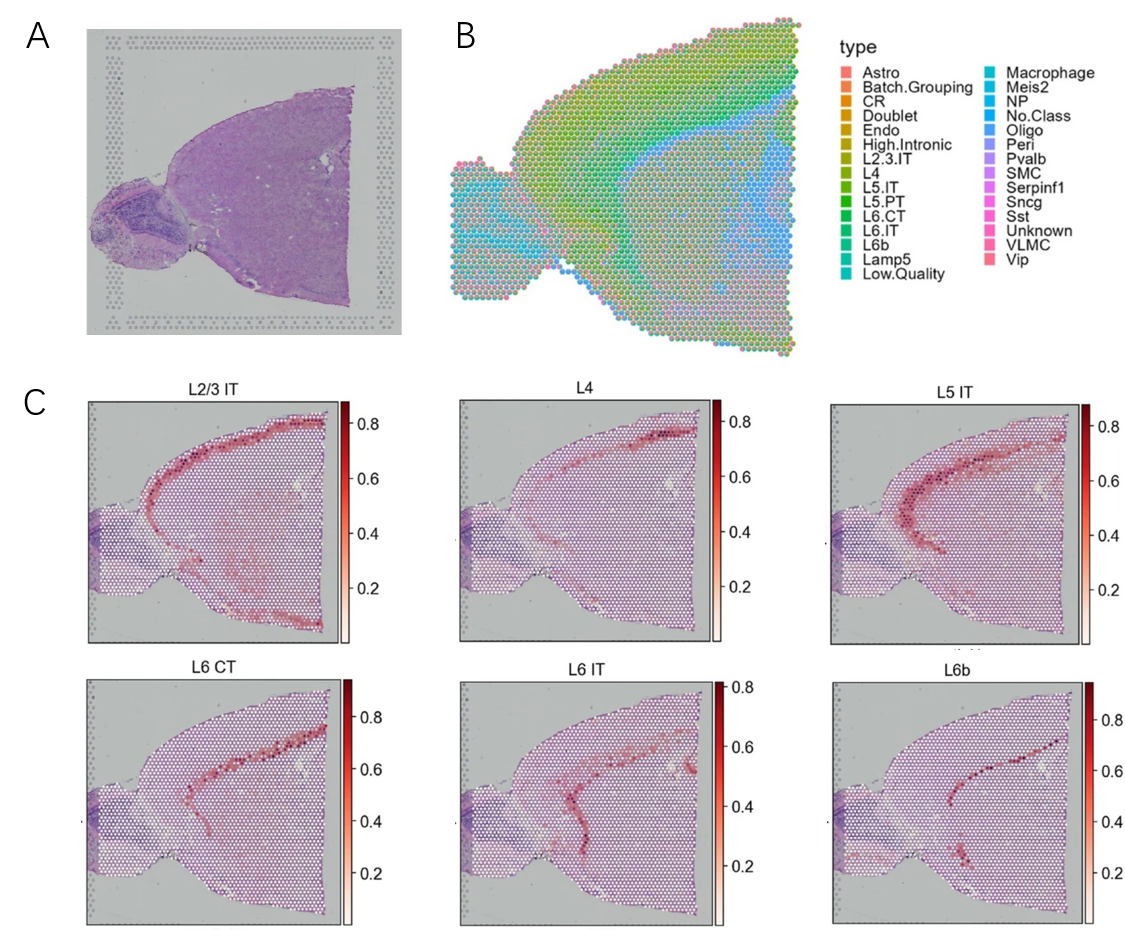 A
B
type
Astro
Batch.Grouping
CR
Doublet
Endo
High.Intronic
L2.3.IT
L4
L5.IT
L5.PT
L6.CT
L6.IT
L6b
Lamp5
Low.Quality
Macrophage
Meis2
NP
No.Class
Oligo
Peri
Pvalb
SMC
Serpinf1
Sncg
Sst
Unknown
VLMC
Vip
C
L2/3 IT
0.8
0.6
0.4
0.2
L4
0.8
0.6
0.4
0.2
L5 IT
0.8
0.6
0.4
0.2
L6 CT
0.8
0.6
0.4
0.2
L6 IT
0.8
0.6
0.4
0.2
L6b
0.8
0.6
0.4
0.2